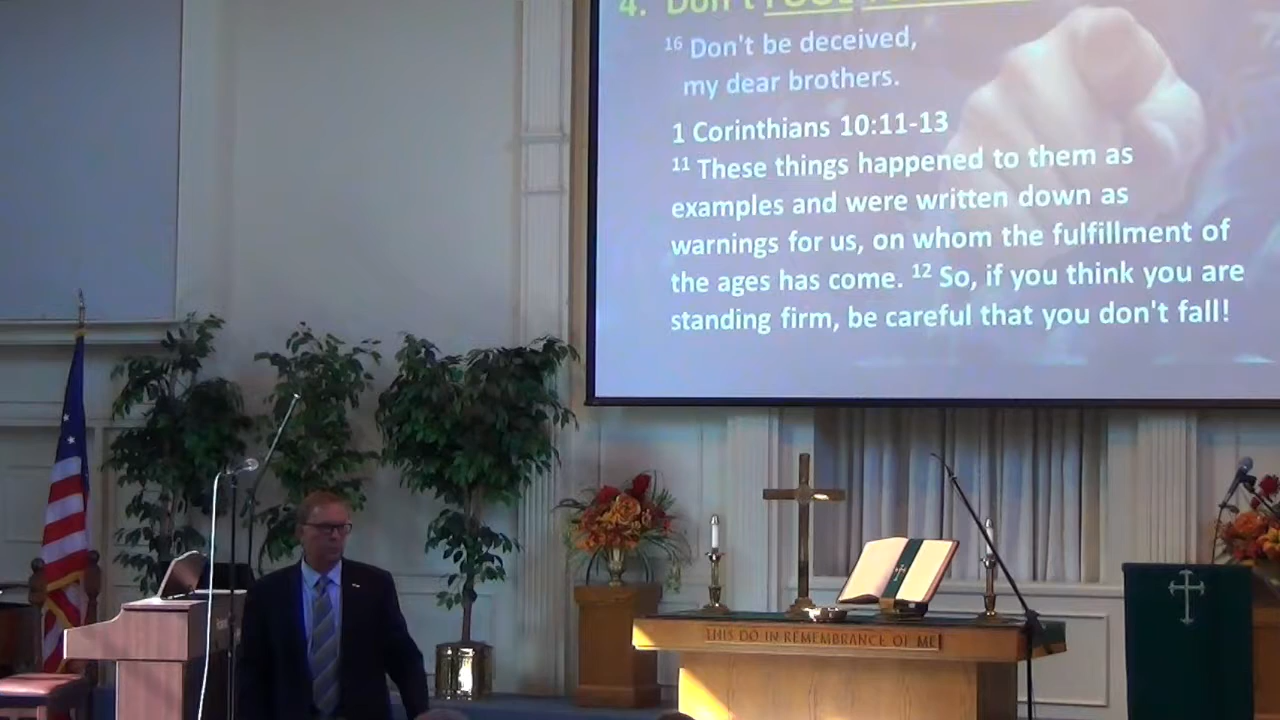 4. Don't
16 Don't be deceived,
my dear brothers.
1 Corinthians 10:11-13
11 These things happened to them as
examples and were written down as
warnings for us, on whom the fulfillment of
the ages has come. 12 So, if you think you are
standing firm, be careful that you don't fall!
THIS DO IN REMEMBRANCE OF ME